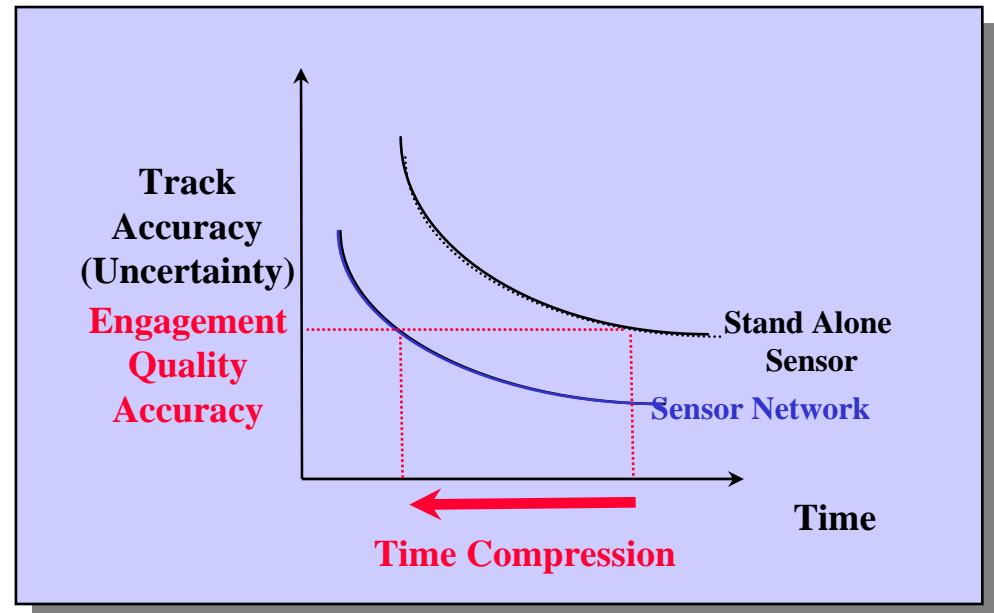 Track
Accuracy
(Uncertainty)
Engagement
Quality
Accuracy
Stand Alone
Sensor
Sensor Network
Time
Time Compression